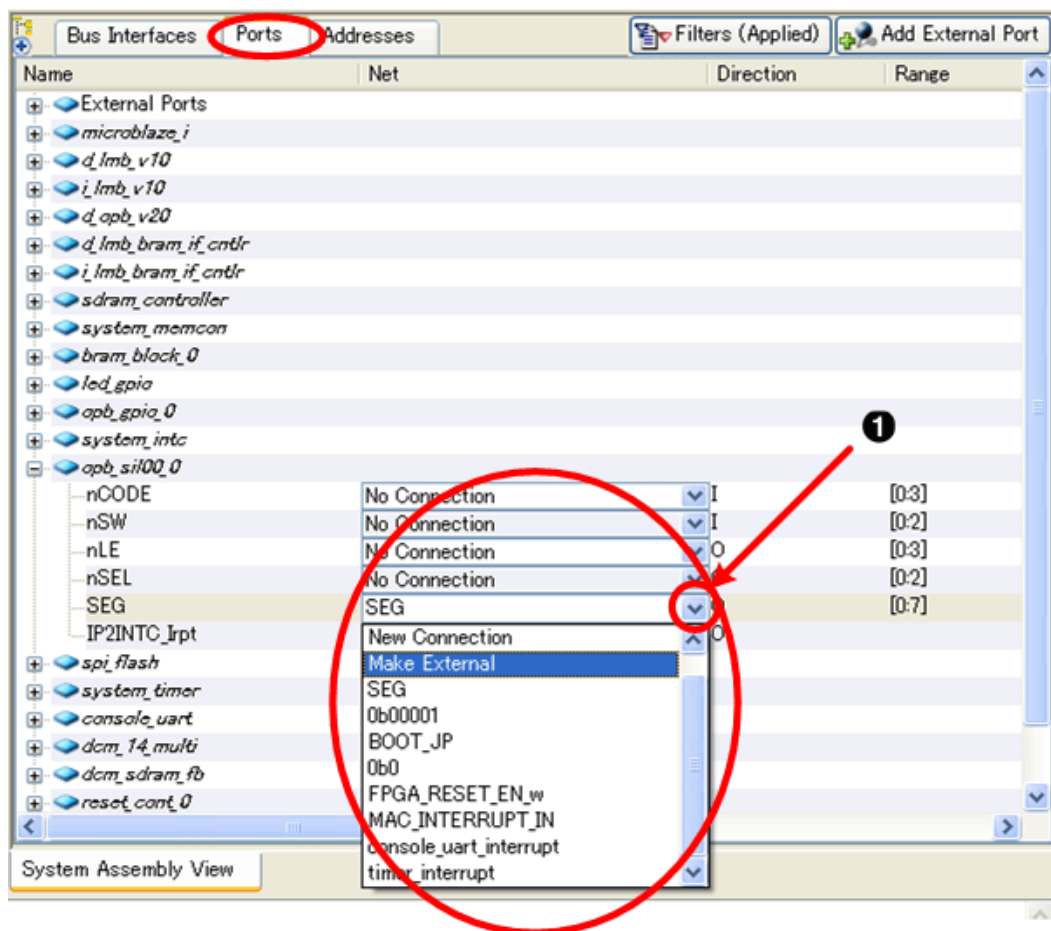 Bus Interfaces Ports Addresses Filters (Applied) Add External Port
Name Net Direction Range
External Ports
microblaze_i
d_lmb_v10
i_lmb_v10
d_opb_v20
d_lmb_bram_if_cntlr
i_lmb_bram_if_cntlr
sdram_controller
system_memcon
bram_block_0
led_gpio
opb_gpio_0
system_intc
❶
opb_sil00_0
nCODE No Connection I [0:3]
nSW No Connection I [0:2]
nLE No Connection O [0:3]
nSEL No Connection [0:2]
SEG SEG [0:7]
IP2INTC_Irpt O
New Connection
Make External
SEG
0b00001
BOOT_JP
0b0
FPGA_RESET_EN_w
MAC_INTERRUPT_IN
console_uart_interrupt
timer_interrupt
spi_flash
system_timer
console_uart
dcm_14_multi
dcm_sdram_fb
reset_cont_0
System Assembly View